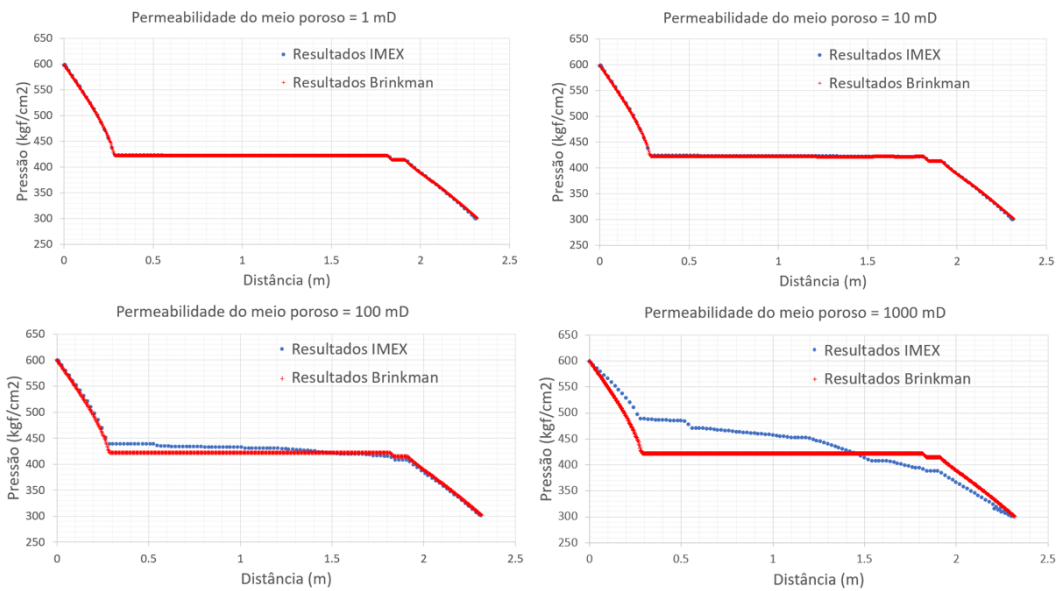 Permeabilidade do meio poroso = 1 mD
650
600
550
500
450
400
350
300
250
Pressão (kgf/cm2)
• Resultados IMEX
+ Resultados Brinkman
0 0.5 1 1.5 2 2.5
Distância (m)
Permeabilidade do meio poroso = 10 mD
650
600
550
500
450
400
350
300
250
Pressão (kgf/cm2)
• Resultados IMEX
+ Resultados Brinkman
0 0.5 1 1.5 2 2.5
Distância (m)
Permeabilidade do meio poroso = 100 mD
650
600
550
500
450
400
350
300
250
Pressão (kgf/cm2)
• Resultados IMEX
+ Resultados Brinkman
0 0.5 1 1.5 2 2.5
Distância (m)
Permeabilidade do meio poroso = 1000 mD
650
600
550
500
450
400
350
300
250
Pressão (kgf/cm2)
• Resultados IMEX
+ Resultados Brinkman
0 0.5 1 1.5 2 2.5
Distância (m)